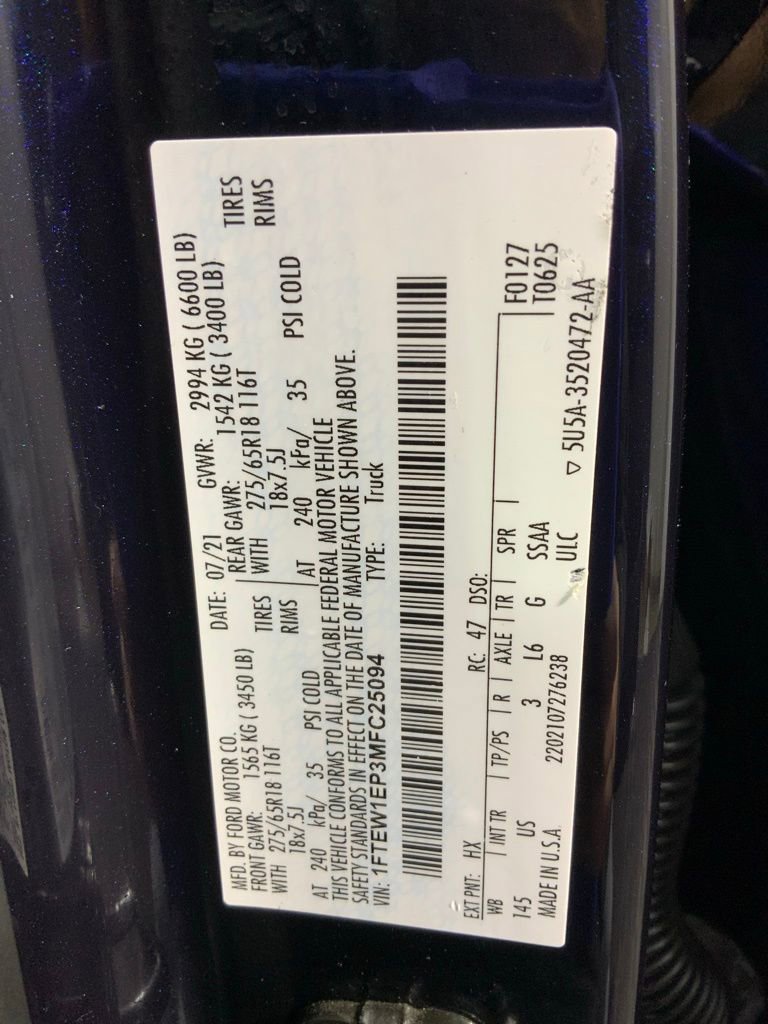 MFD. BY FORD MOTOR CO. DATE: 07/21 GVWR: 2994 KG ( 6600 LB)
FRONT GAWR: 1565 KG ( 3450 LB) REAR GAWR: 1542 KG ( 3400 LB)
WITH 275/65R18 116T TIRES WITH 275/65R18 116T TIRES
18x7.5J RIMS 18x7.5J RIMS
AT 240 kPa/ 35 PSI COLD AT 240 kPa/ 35 PSI COLD
THIS VEHICLE CONFORMS TO ALL APPLICABLE FEDERAL MOTOR VEHICLE
SAFETY STANDARDS IN EFFECT ON THE DATE OF MANUFACTURE SHOWN ABOVE.
VIN: 1FTEW1EP3MFC25094 TYPE: Truck
EXT PNT: HX RC: 47 DSO:
WB INT TR TP/PS R AXLE TR SPR F0127
T0625
145 US 3 L6 G SSAA
MADE IN U.S.A. 2202107276238 ULC ▽ 5U5A-3520472-AA